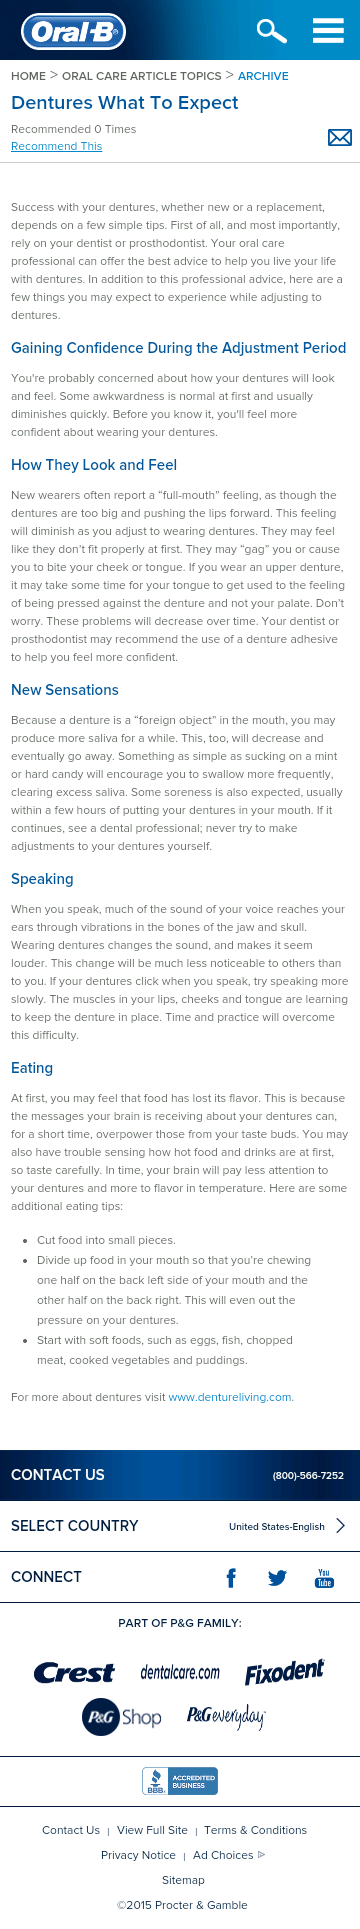 Oral-B
HOME > ORAL CARE ARTICLE TOPICS > ARCHIVE
Dentures What To Expect
Recommended 0 Times
Recommend This
Success with your dentures, whether new or a replacement,
depends on a few simple tips. First of all, and most importantly,
rely on your dentist or prosthodontist. Your oral care
professional can offer the best advice to help you live your life
with dentures. In addition to this professional advice, here are a
few things you may expect to experience while adjusting to
dentures.
Gaining Confidence During the Adjustment Period
You're probably concerned about how your dentures will look
and feel. Some awkwardness is normal at first and usually
diminishes quickly. Before you know it, you'll feel more
confident about wearing your dentures.
How They Look and Feel
New wearers often report a “full-mouth” feeling, as though the
dentures are too big and pushing the lips forward. This feeling
will diminish as you adjust to wearing dentures. They may feel
like they don’t fit properly at first. They may “gag” you or cause
you to bite your cheek or tongue. If you wear an upper denture,
it may take some time for your tongue to get used to the feeling
of being pressed against the denture and not your palate. Don’t
worry. These problems will decrease over time. Your dentist or
prosthodontist may recommend the use of a denture adhesive
to help you feel more confident.
New Sensations
Because a denture is a “foreign object” in the mouth, you may
produce more saliva for a while. This, too, will decrease and
eventually go away. Something as simple as sucking on a mint
or hard candy will encourage you to swallow more frequently,
clearing excess saliva. Some soreness is also expected, usually
within a few hours of putting your dentures in your mouth. If it
continues, see a dental professional; never try to make
adjustments to your dentures yourself.
Speaking
When you speak, much of the sound of your voice reaches your
ears through vibrations in the bones of the jaw and skull.
Wearing dentures changes the sound, and makes it seem
louder. This change will be much less noticeable to others than
to you. If your dentures click when you speak, try speaking more
slowly. The muscles in your lips, cheeks and tongue are learning
to keep the denture in place. Time and practice will overcome
this difficulty.
Eating
At first, you may feel that food has lost its flavor. This is because
the messages your brain is receiving about your dentures can,
for a short time, overpower those from your taste buds. You may
also have trouble sensing how hot food and drinks are at first,
so taste carefully. In time, your brain will pay less attention to
your dentures and more to flavor in temperature. Here are some
additional eating tips:
• Cut food into small pieces.
• Divide up food in your mouth so that you’re chewing
one half on the back left side of your mouth and the
other half on the back right. This will even out the
pressure on your dentures.
• Start with soft foods, such as eggs, fish, chopped
meat, cooked vegetables and puddings.
For more about dentures visit www.dentureliving.com.
CONTACT US (800)-566-7252
SELECT COUNTRY United States-English
CONNECT You Tube
PART OF P&G FAMILY:
Crest dentalcare.com Fixodent
P&G Shop P&G everyday
BBB ACCREDITED BUSINESS
Contact Us | View Full Site | Terms & Conditions
Privacy Notice | Ad Choices
Sitemap
©2015 Procter & Gamble